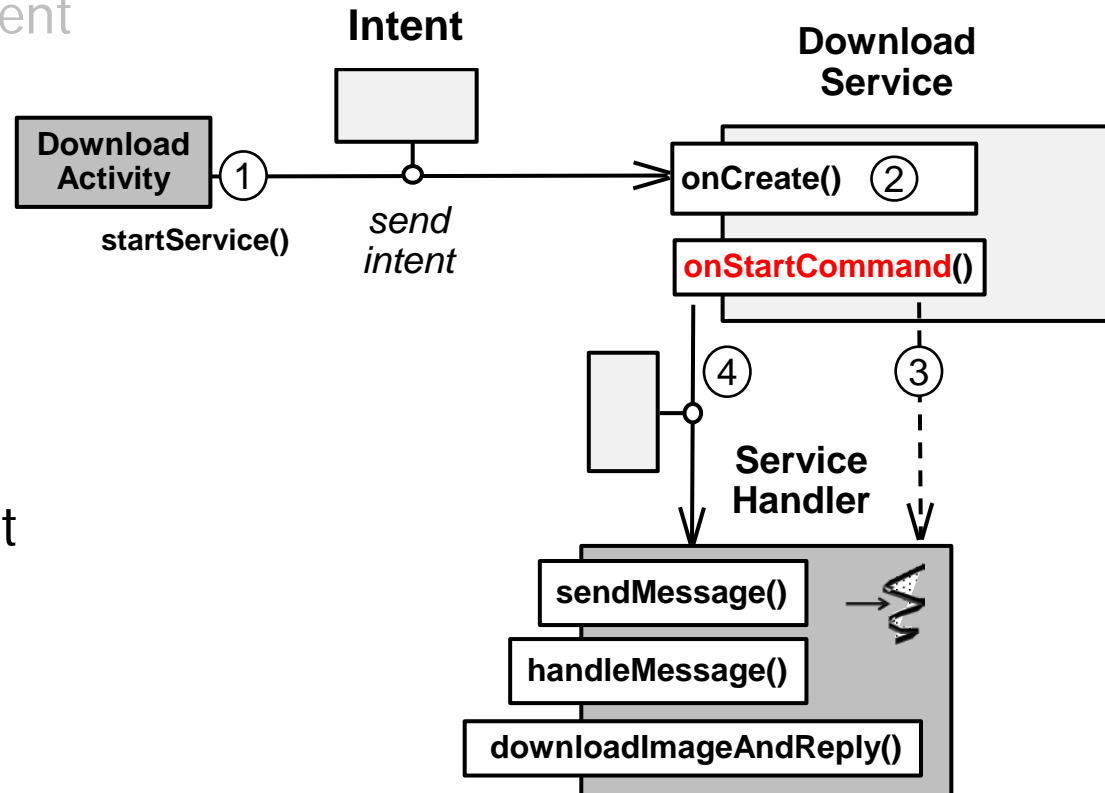 ent
Intent
Download
Service
Download
Activity
1
startService()
send
intent
onCreate()
2
onStartCommand()
4
3
Service
Handler
t
sendMessage()
handleMessage()
downloadImageAndReply()